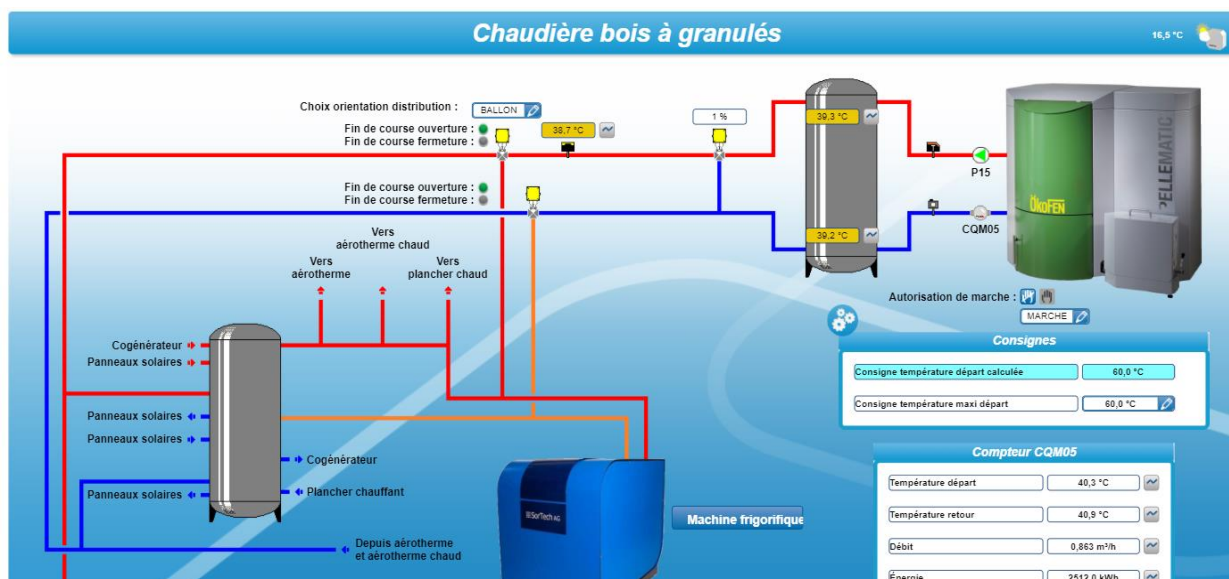 Chaudière bois à granulés
16,5 °C
Choix orientation distribution :
BALLON
Fin de course ouverture :
Fin de course fermeture :
38,7 °C
1 %
39,3 °C
P15
PELLEMATIC
ÖkoFEN
Fin de course ouverture :
Fin de course fermeture :
39,2 °C
CQM05
Vers
aérotherme chaud
Vers
aérotherme
Vers
plancher chaud
Autorisation de marche :
MARCHE
Consignes
Consigne température départ calculée
60,0 °C
Consigne température maxi départ
60,0 °C
Cogénérateur
Panneaux solaires
Panneaux solaires
Panneaux solaires
Cogénérateur
Panneaux solaires
Plancher chauffant
Depuis aérotherme
et aérotherme chaud
SorTech AG
Machine frigorifique
Compteur CQM05
Température départ
40,3 °C
Température retour
40,9 °C
Débit
0,863 m³/h
Énergie
2512,0 kWh